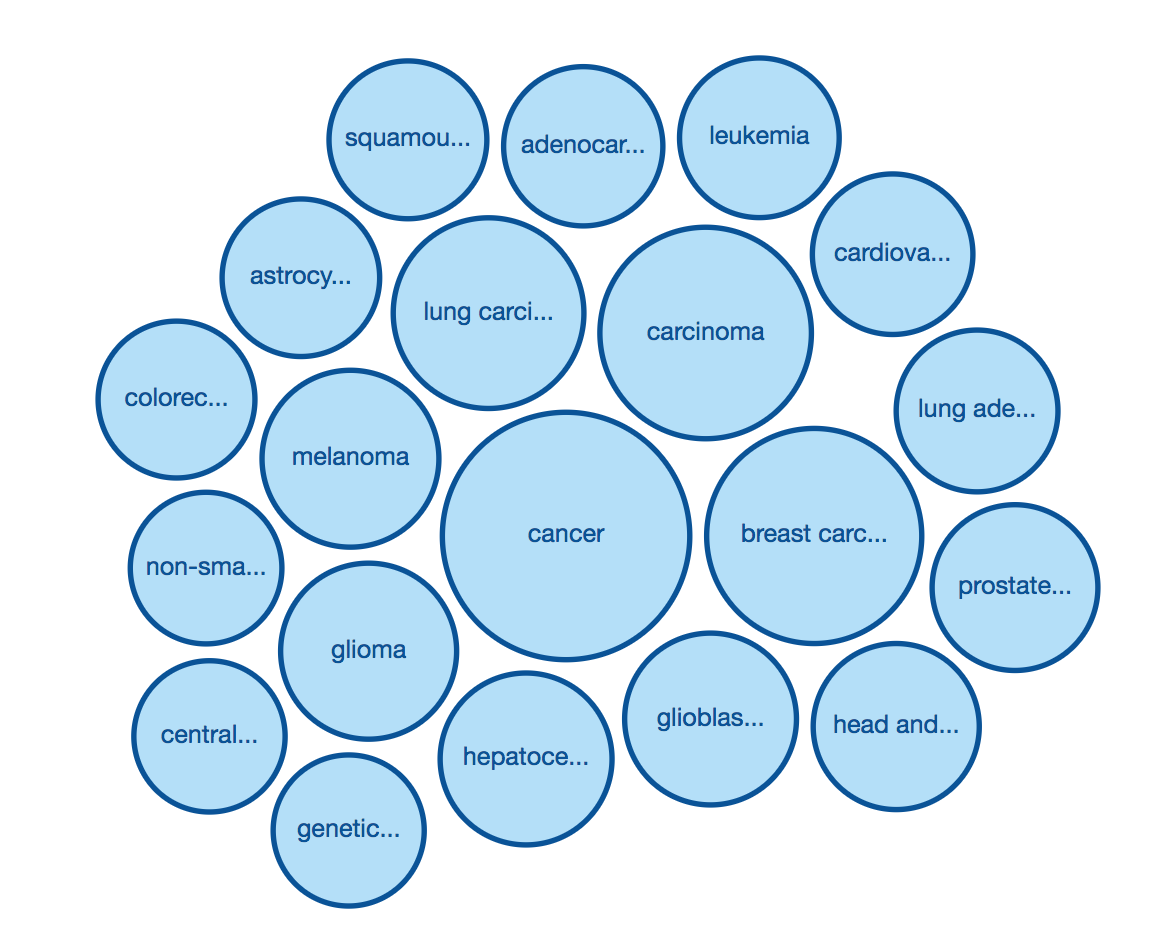 squamou...
adenocar...
leukemia
cardiova...
astrocy...
lung carci...
carcinoma
colorec...
lung ade...
melanoma
cancer
breast carc...
non-sma...
prostate...
glioma
central...
hepatoce...
glioblas...
head and...
genetic...